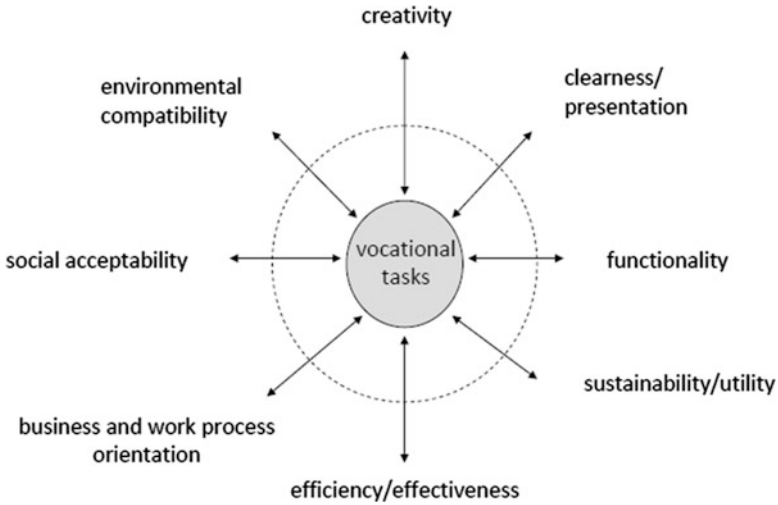 creativity
environmental
compatibility
clearness/
presentation
vocational
tasks
social acceptability
functionality
sustainability/utility
business and work process
orientation
efficiency/effectiveness